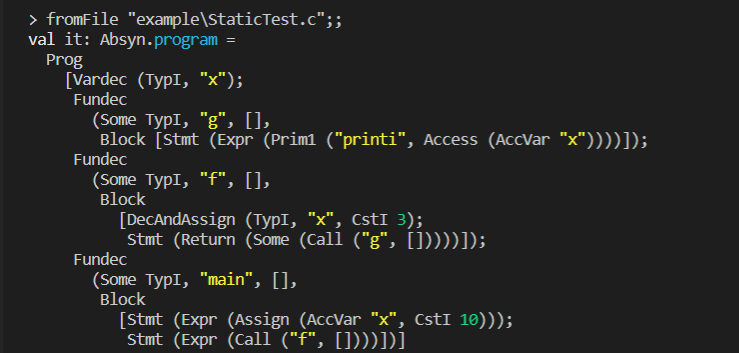 > fromFile "example\StaticTest.c";;
val it: Absyn.program =
  Prog
    [Vardec (TypI, "x");
     Fundec
       (Some TypI, "g", [],
        Block [Stmt (Expr (Prim1 ("printi", Access (AccVar "x"))))]);
     Fundec
       (Some TypI, "f", [],
        Block
          [DecAndAssign (TypI, "x", CstI 3);
           Stmt (Return (Some (Call ("g", []))))]);
     Fundec
       (Some TypI, "main", [],
        Block
          [Stmt (Expr (Assign (AccVar "x", CstI 10)));
           Stmt (Expr (Call ("f", [])))])]